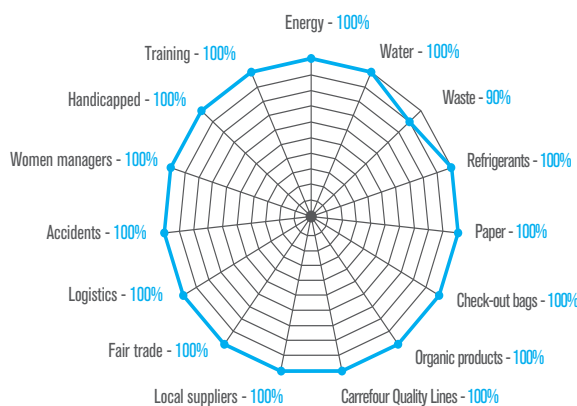 Energy - 100%
Water - 100%
Waste - 90%
Refrigerants - 100%
Paper - 100%
Check-out bags - 100%
Organic products - 100%
Carrefour Quality Lines - 100%
Local suppliers - 100%
Fair trade - 100%
Logistics - 100%
Accidents - 100%
Women managers - 100%
Handicapped - 100%
Training - 100%